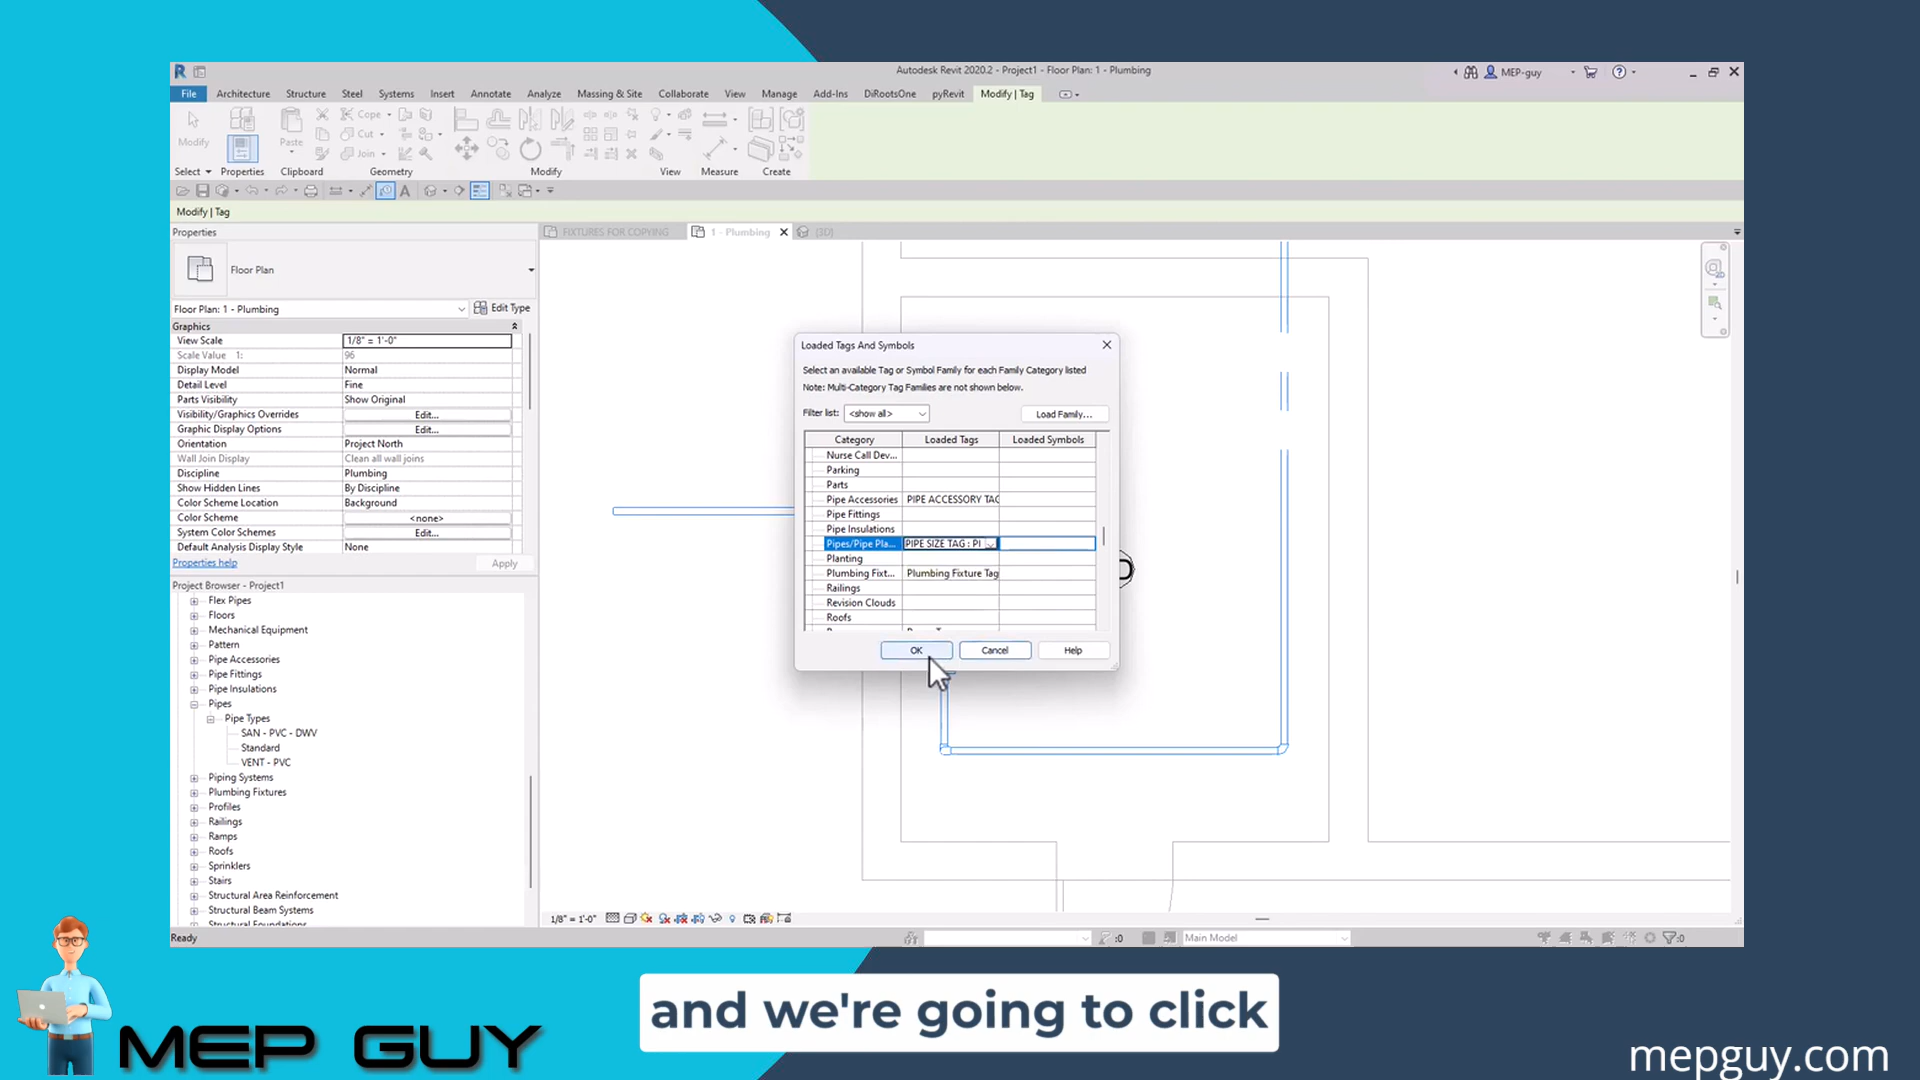 Autodesk Revit 2020.2 - Project1 - Floor Plan: 1 - Plumbing
MEP-guy
File Architecture Structure Steel Systems Insert Annotate Analyze Massing & Site Collaborate View Manage Add-Ins DiRootsOne pyRevit Modify | Tag
Modify
Paste
Cope
Cut
Join
Select Properties Clipboard Geometry Modify View Measure Create
Modify | Tag
Properties
FIXTURES FOR COPYING 1 - Plumbing {3D}
Floor Plan
Floor Plan: 1 - Plumbing Edit Type
Graphics
View Scale 1/8" = 1'-0"
Scale Value 1: 96
Display Model Normal
Detail Level Fine
Parts Visibility Show Original
Visibility/Graphics Overrides Edit...
Graphic Display Options Edit...
Orientation Project North
Wall Join Display Clean all wall joins
Discipline Plumbing
Show Hidden Lines By Discipline
Color Scheme Location Background
Color Scheme <none>
System Color Schemes Edit...
Default Analysis Display Style None
Properties help Apply
Project Browser - Project1
Flex Pipes
Floors
Mechanical Equipment
Pattern
Pipe Accessories
Pipe Fittings
Pipe Insulations
Pipes
Pipe Types
SAN - PVC - DWV
Standard
VENT - PVC
Piping Systems
Plumbing Fixtures
Profiles
Railings
Ramps
Roofs
Sprinklers
Stairs
Structural Area Reinforcement
Structural Beam Systems
Structural Foundations
Loaded Tags And Symbols
Select an available Tag or Symbol Family for each Family Category listed
Note: Multi-Category Tag Families are not shown below.
Filter list: <show all> Load Family...
Category Loaded Tags Loaded Symbols
Nurse Call Dev...
Parking
Parts
Pipe Accessories PIPE ACCESSORY TAG
Pipe Fittings
Pipe Insulations
Pipes/Pipe Pla... PIPE SIZE TAG : PI
Planting
Plumbing Fixt... Plumbing Fixture Tag
Railings
Revision Clouds
Roofs
OK Cancel Help
1/8" = 1'-0"
Ready :0 Main Model :0
and we're going to click
MEP GUY
mepguy.com